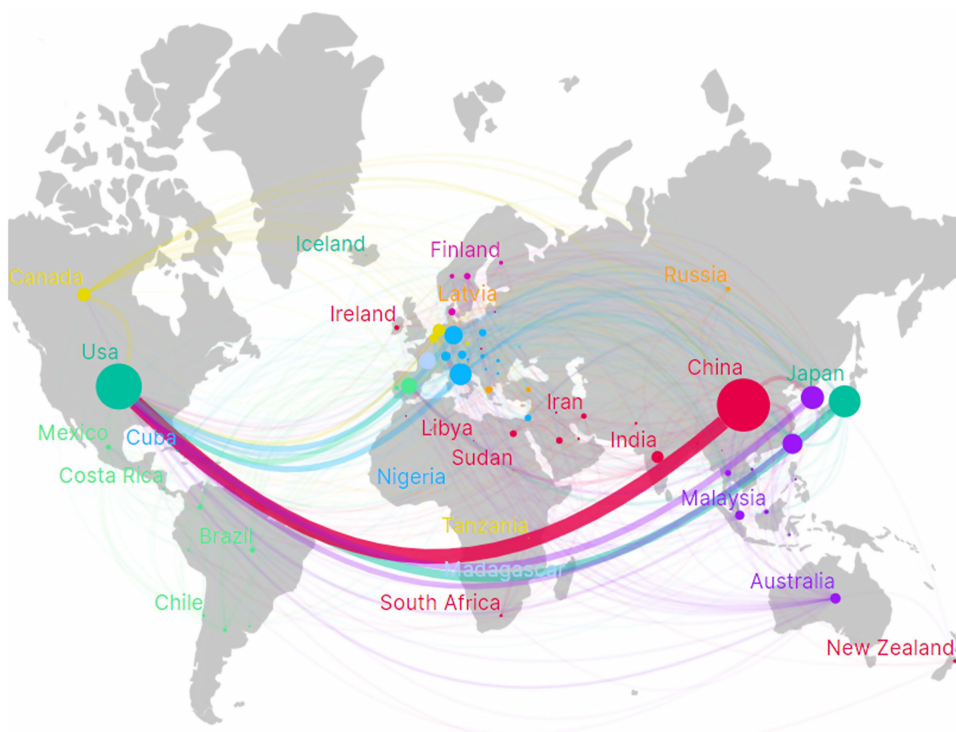 Iceland
Finland
Canada
Russia
Latvia
Ireland
Usa
China
Japan
Iran
Mexico
Cuba
Libya
India
Sudan
Costa Rica
Nigeria
Malaysia
Tanzania
Brazil
Madagascar
Australia
Chile
South Africa
New Zealand